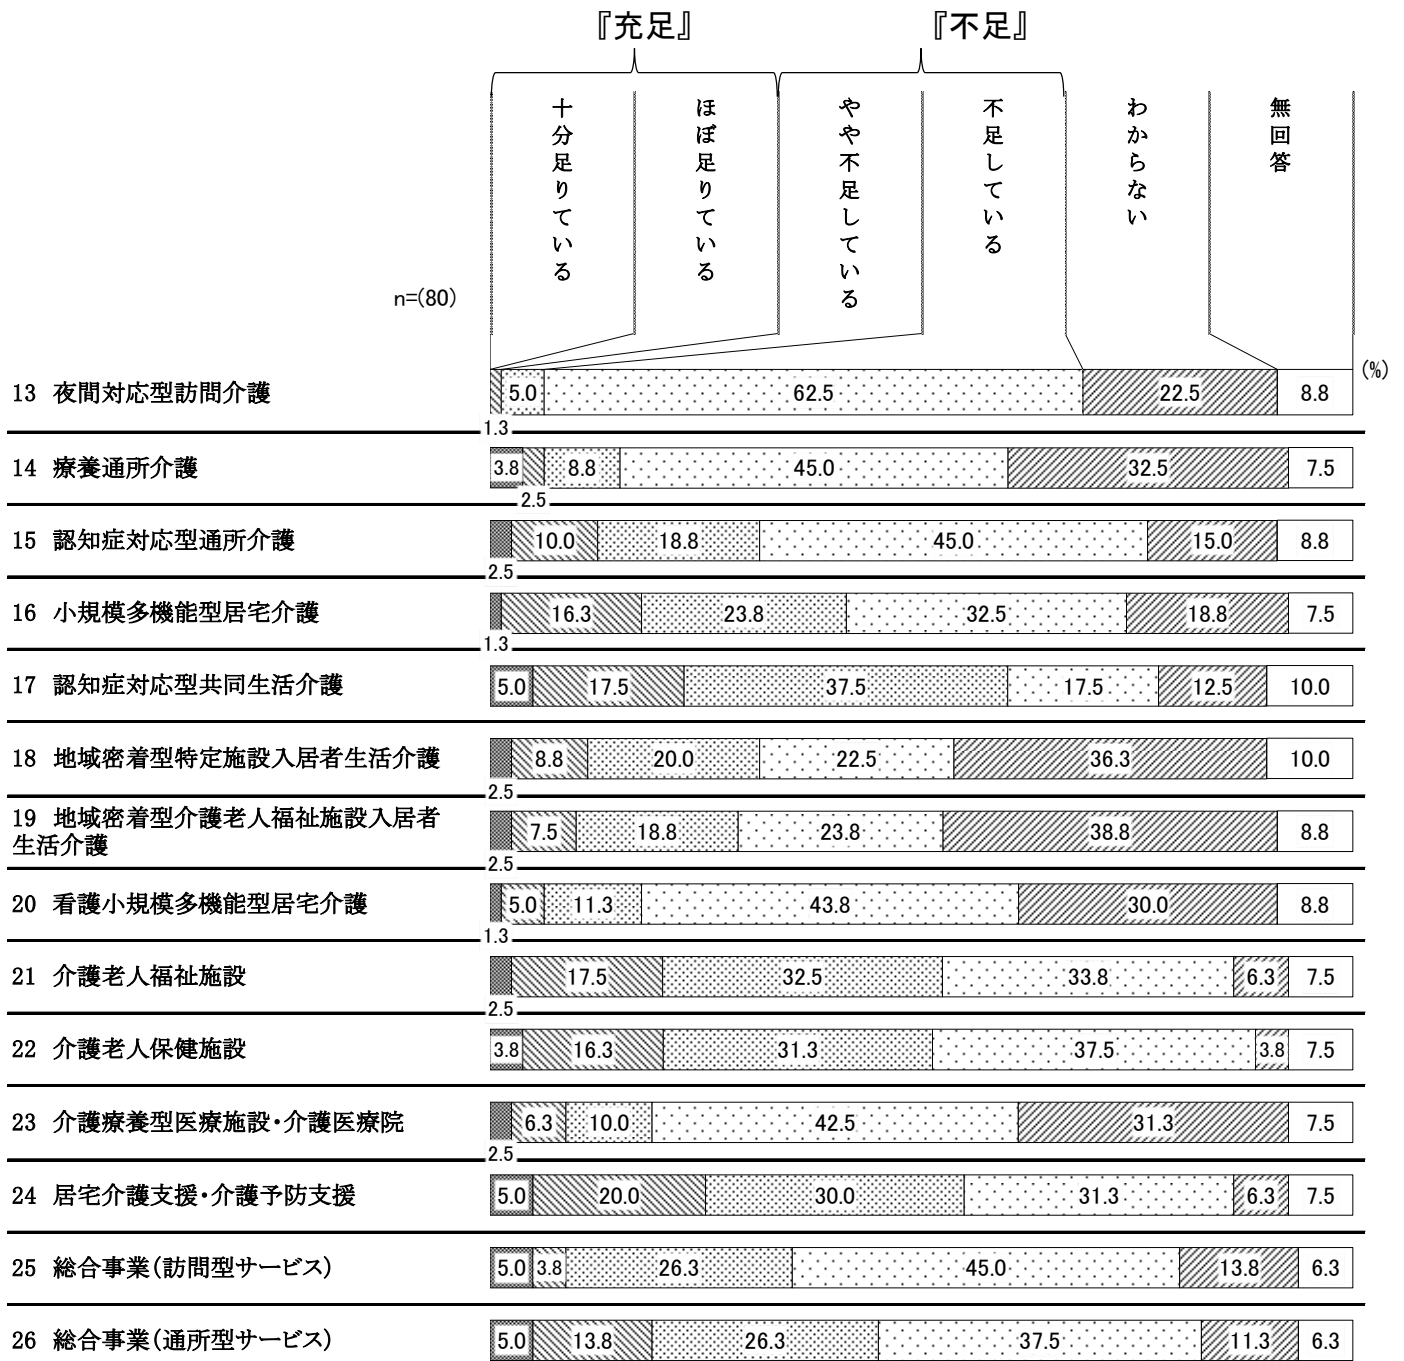 『充足』 『不足』
十分足りている
ほぼ足りている
やや不足している
不足している
わからない
無回答
n=(80)
(%)
13 夜間対応型訪問介護 5.0 62.5 22.5 8.8
1.3
14 療養通所介護 3.8 8.8 45.0 32.5 7.5
2.5
15 認知症対応型通所介護 10.0 18.8 45.0 15.0 8.8
2.5
16 小規模多機能型居宅介護 16.3 23.8 32.5 18.8 7.5
1.3
17 認知症対応型共同生活介護 5.0 17.5 37.5 17.5 12.5 10.0
18 地域密着型特定施設入居者生活介護 8.8 20.0 22.5 36.3 10.0
2.5
19 地域密着型介護老人福祉施設入居者
生活介護 7.5 18.8 23.8 38.8 8.8
2.5
20 看護小規模多機能型居宅介護 5.0 11.3 43.8 30.0 8.8
1.3
21 介護老人福祉施設 17.5 32.5 33.8 6.3 7.5
2.5
22 介護老人保健施設 3.8 16.3 31.3 37.5 3.8 7.5
23 介護療養型医療施設・介護医療院 6.3 10.0 42.5 31.3 7.5
2.5
24 居宅介護支援・介護予防支援 5.0 20.0 30.0 31.3 6.3 7.5
25 総合事業(訪問型サービス) 5.0 3.8 26.3 45.0 13.8 6.3
26 総合事業(通所型サービス) 5.0 13.8 26.3 37.5 11.3 6.3